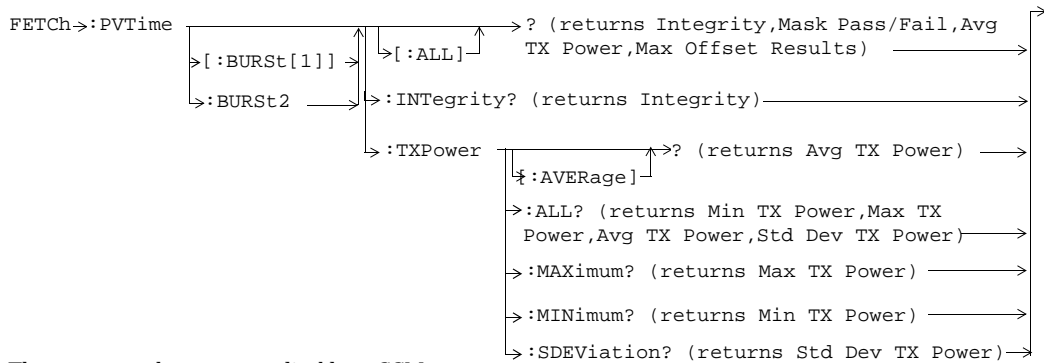 FETCh :PVTime ? (returns Integrity,Mask Pass/Fail,Avg
[:BURSt[1]] [:ALL] TX Power,Max Offset Results)
:BURSt2 :INTegrity? (returns Integrity)
:TXPower ? (returns Avg TX Power)
[:AVERage]
:ALL? (returns Min TX Power,Max TX
Power,Avg TX Power,Std Dev TX Power)
:MAXimum? (returns Max TX Power)
:MINimum? (returns Min TX Power)
:SDEViation? (returns Std Dev TX Power)